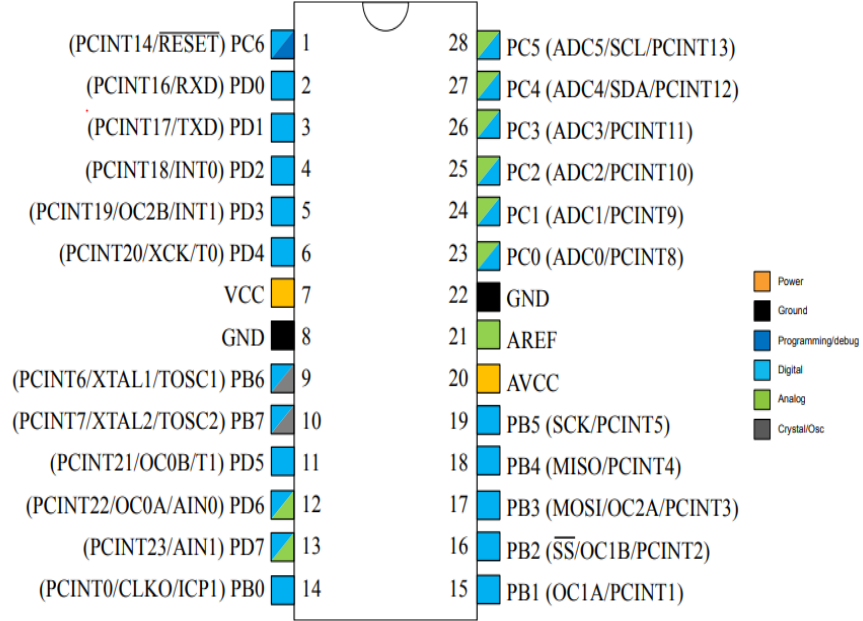 (PCINT14/RESET) PC6 1
(PCINT16/RXD) PD0 2
(PCINT17/TXD) PD1 3
(PCINT18/INT0) PD2 4
(PCINT19/OC2B/INT1) PD3 5
(PCINT20/XCK/T0) PD4 6
VCC 7
GND 8
(PCINT6/XTAL1/TOSC1) PB6 9
(PCINT7/XTAL2/TOSC2) PB7 10
(PCINT21/OC0B/T1) PD5 11
(PCINT22/OC0A/AIN0) PD6 12
(PCINT23/AIN1) PD7 13
(PCINT0/CLKO/ICP1) PB0 14
28 PC5 (ADC5/SCL/PCINT13)
27 PC4 (ADC4/SDA/PCINT12)
26 PC3 (ADC3/PCINT11)
25 PC2 (ADC2/PCINT10)
24 PC1 (ADC1/PCINT9)
23 PC0 (ADC0/PCINT8)
22 GND
21 AREF
20 AVCC
19 PB5 (SCK/PCINT5)
18 PB4 (MISO/PCINT4)
17 PB3 (MOSI/OC2A/PCINT3)
16 PB2 (SS/OC1B/PCINT2)
15 PB1 (OC1A/PCINT1)
Power
Ground
Programming/debug
Digital
Analog
Crystal/Osc